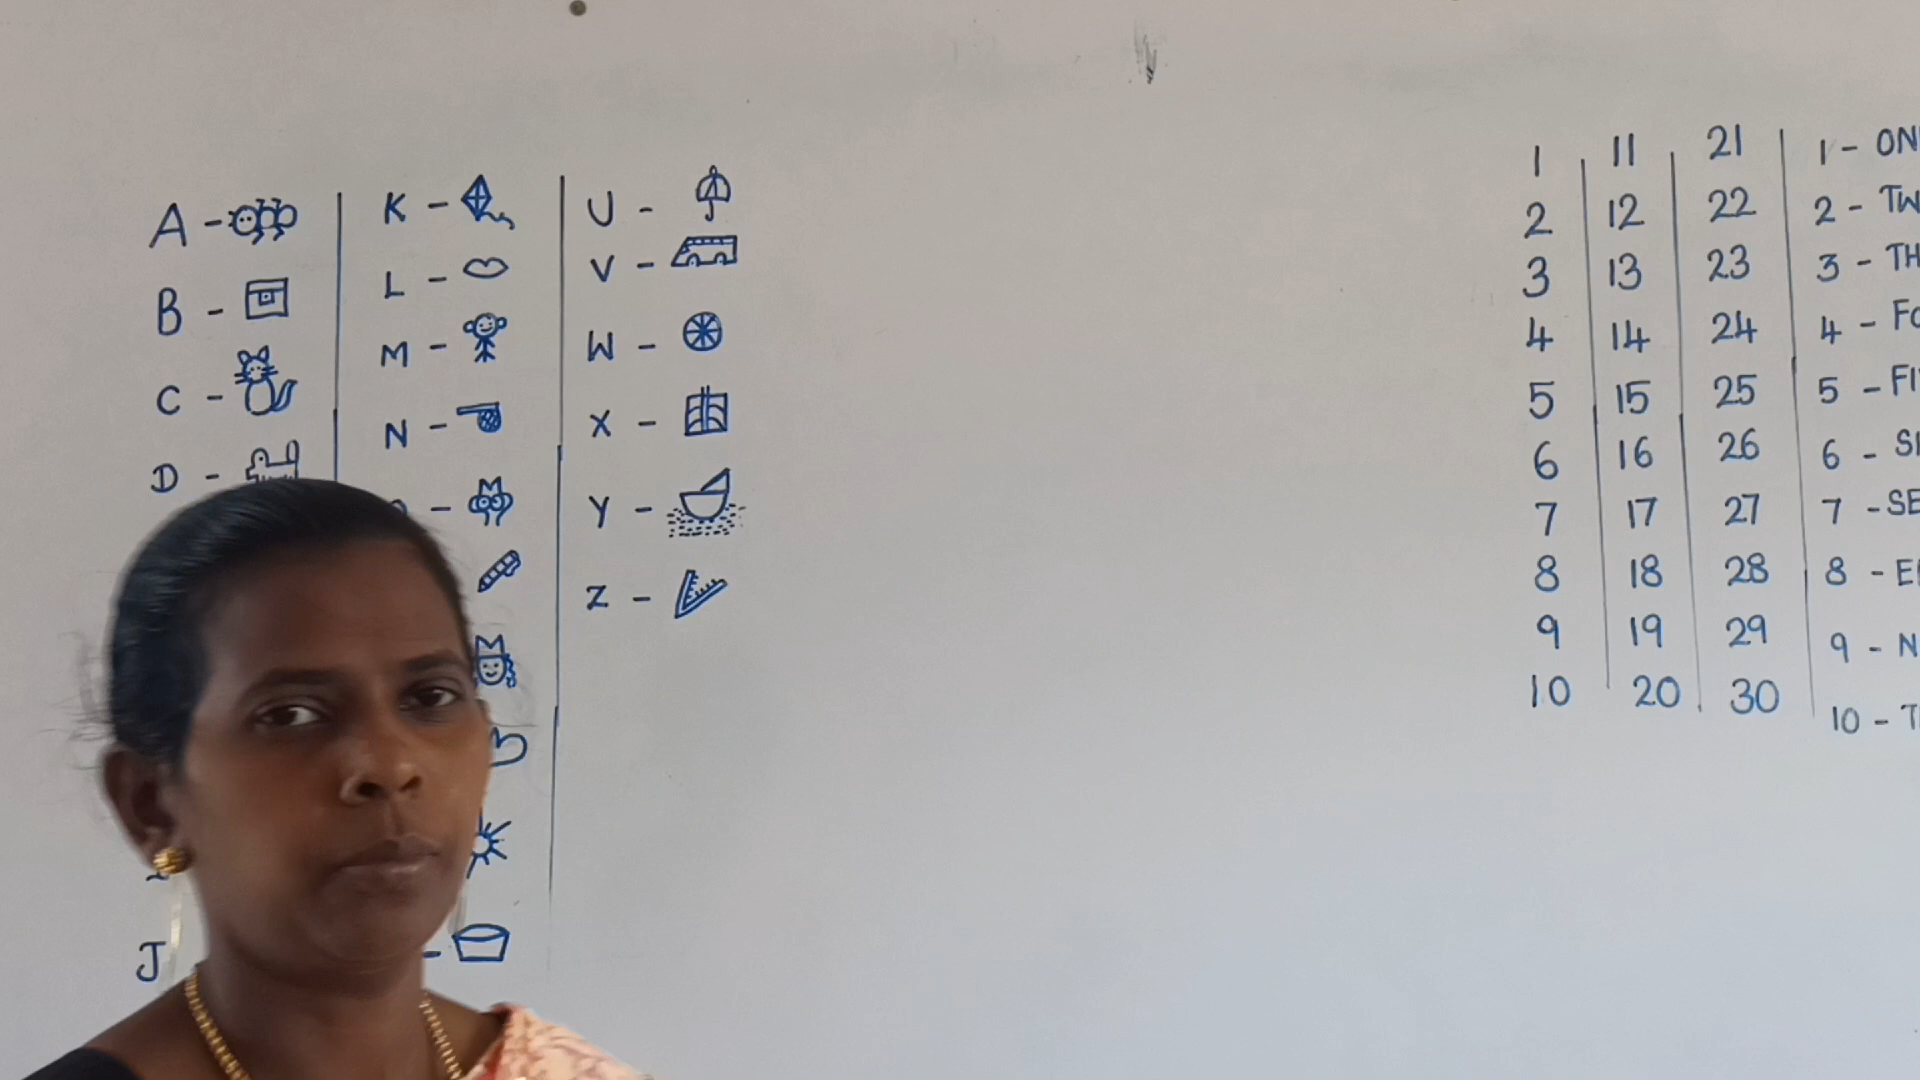 A -
B -
C -
D -
J
K -
L -
M -
N -
-
-
U -
V -
W -
X -
Y -
Z -
1 11 21 1 - ON
2 12 22 2 - TW
3 13 23 3 - TH
4 14 24 4 - FO
5 15 25 5 - FI
6 16 26 6 - SI
7 17 27 7 - SE
8 18 28 8 - EI
9 19 29 9 - N
10 20 30 10 - T